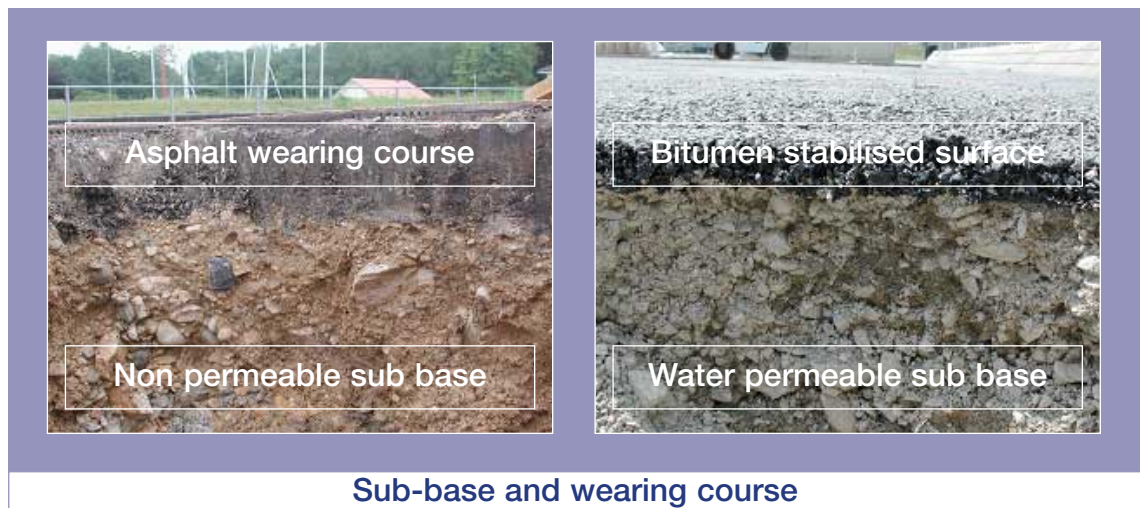 Asphalt wearing course
Non permeable sub base
Bitumen stabilised surface
Water permeable sub base
Sub-base and wearing course